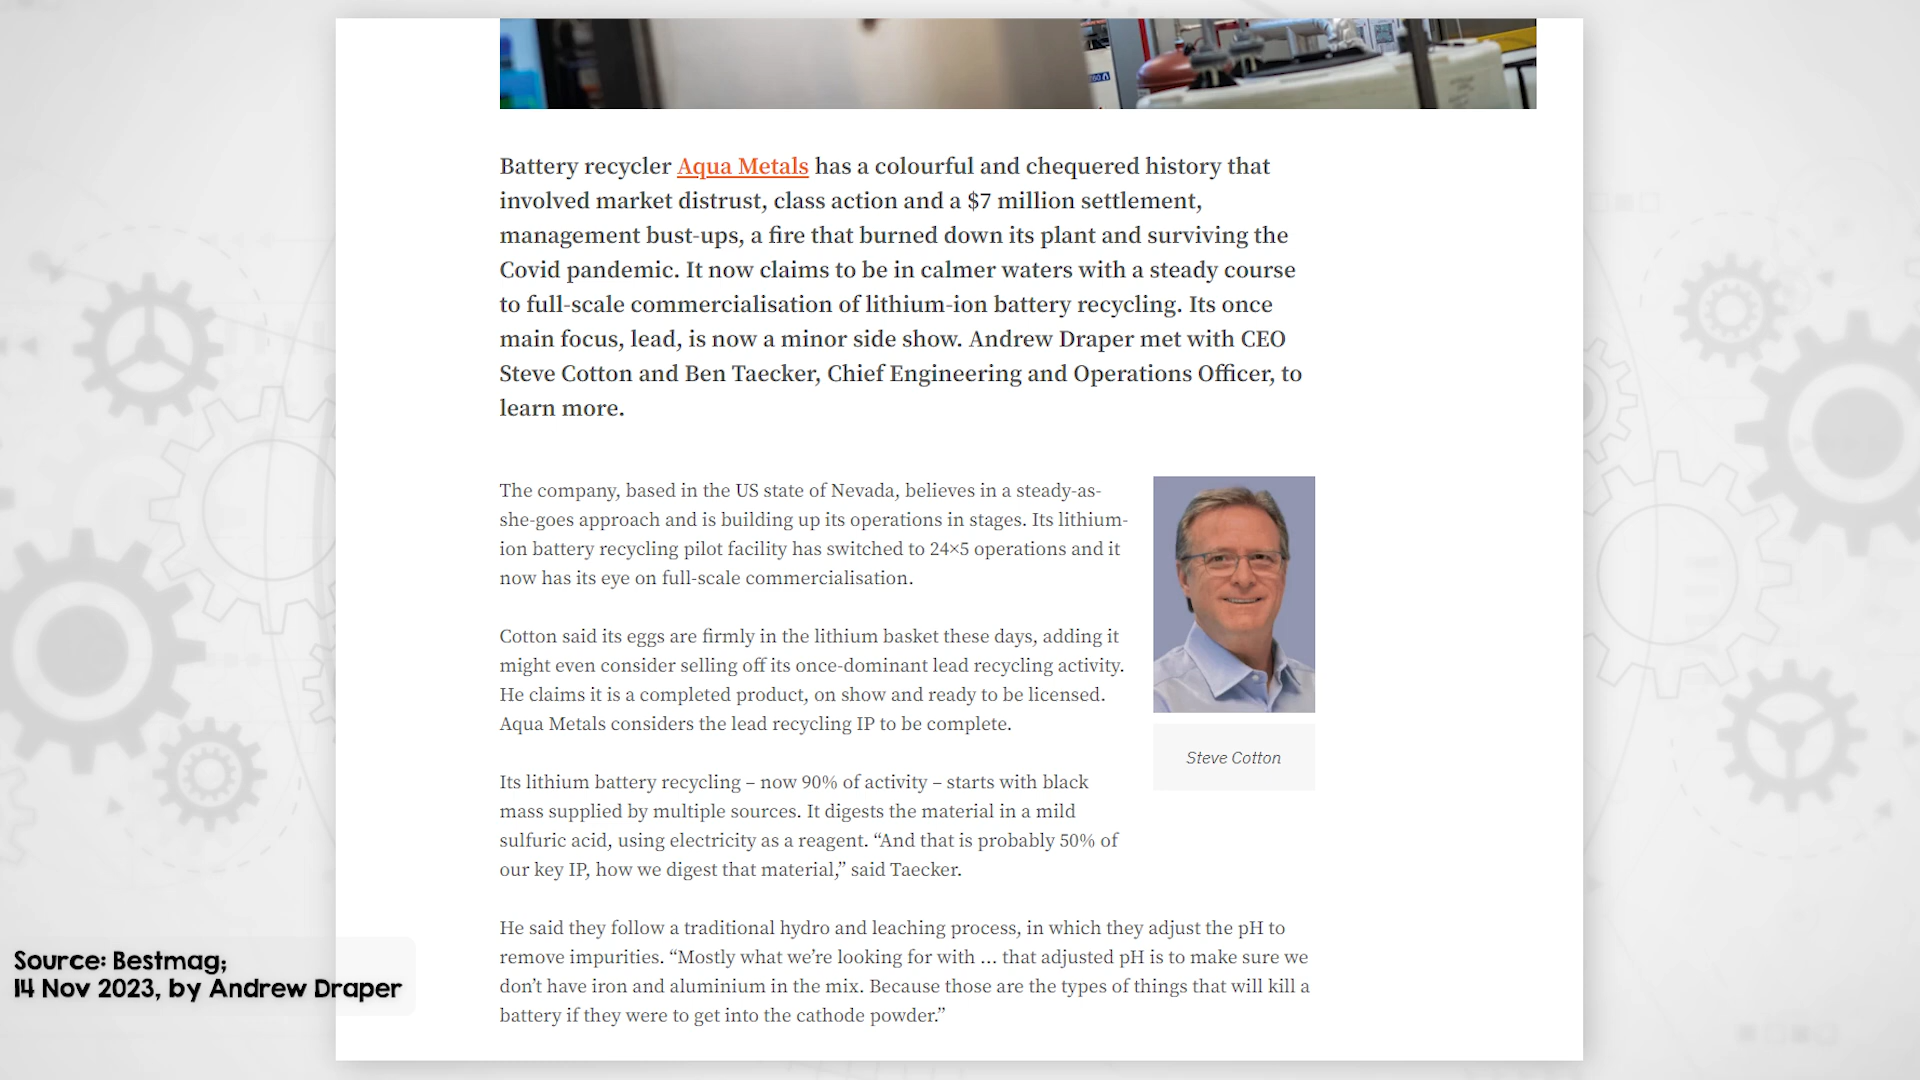 Battery recycler Aqua Metals has a colourful and chequered history that
involved market distrust, class action and a $7 million settlement,
management bust-ups, a fire that burned down its plant and surviving the
Covid pandemic. It now claims to be in calmer waters with a steady course
to full-scale commercialisation of lithium-ion battery recycling. Its once
main focus, lead, is now a minor side show. Andrew Draper met with CEO
Steve Cotton and Ben Taecker, Chief Engineering and Operations Officer, to
learn more.
The company, based in the US state of Nevada, believes in a steady-as-
she-goes approach and is building up its operations in stages. Its lithium-
ion battery recycling pilot facility has switched to 24×5 operations and it
now has its eye on full-scale commercialisation.
Cotton said its eggs are firmly in the lithium basket these days, adding it
might even consider selling off its once-dominant lead recycling activity.
He claims it is a completed product, on show and ready to be licensed.
Aqua Metals considers the lead recycling IP to be complete.
Steve Cotton
Its lithium battery recycling – now 90% of activity – starts with black
mass supplied by multiple sources. It digests the material in a mild
sulfuric acid, using electricity as a reagent. “And that is probably 50% of
our key IP, how we digest that material,” said Taecker.
He said they follow a traditional hydro and leaching process, in which they adjust the pH to
remove impurities. “Mostly what we’re looking for with … that adjusted pH is to make sure we
don’t have iron and aluminium in the mix. Because those are the types of things that will kill a
battery if they were to get into the cathode powder.”
Source: Bestmag;
14 Nov 2023, by Andrew Draper